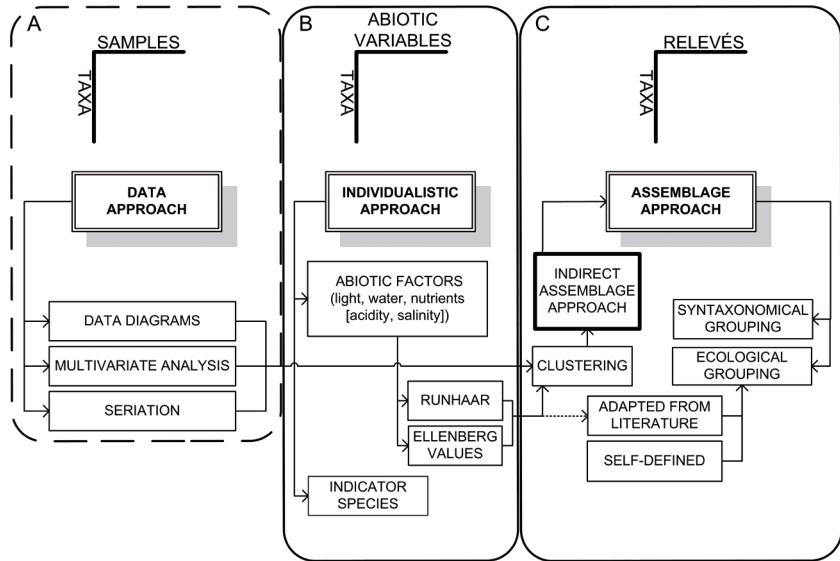 A
SAMPLES
TAXA
DATA
APPROACH
DATA DIAGRAMS
MULTIVARIATE ANALYSIS
SERIATION
B
ABIOTIC
VARIABLES
TAXA
INDIVIDUALISTIC
APPROACH
ABIOTIC FACTORS
(light, water, nutrients
[acidity, salinity])
RUNHAAR
ELLENBERG
VALUES
INDICATOR
SPECIES
C
RELEVÉS
TAXA
ASSEMBLAGE
APPROACH
INDIRECT
ASSEMBLAGE
APPROACH
SYNTAXONOMICAL
GROUPING
CLUSTERING
ECOLOGICAL
GROUPING
ADAPTED FROM
LITERATURE
SELF-DEFINED